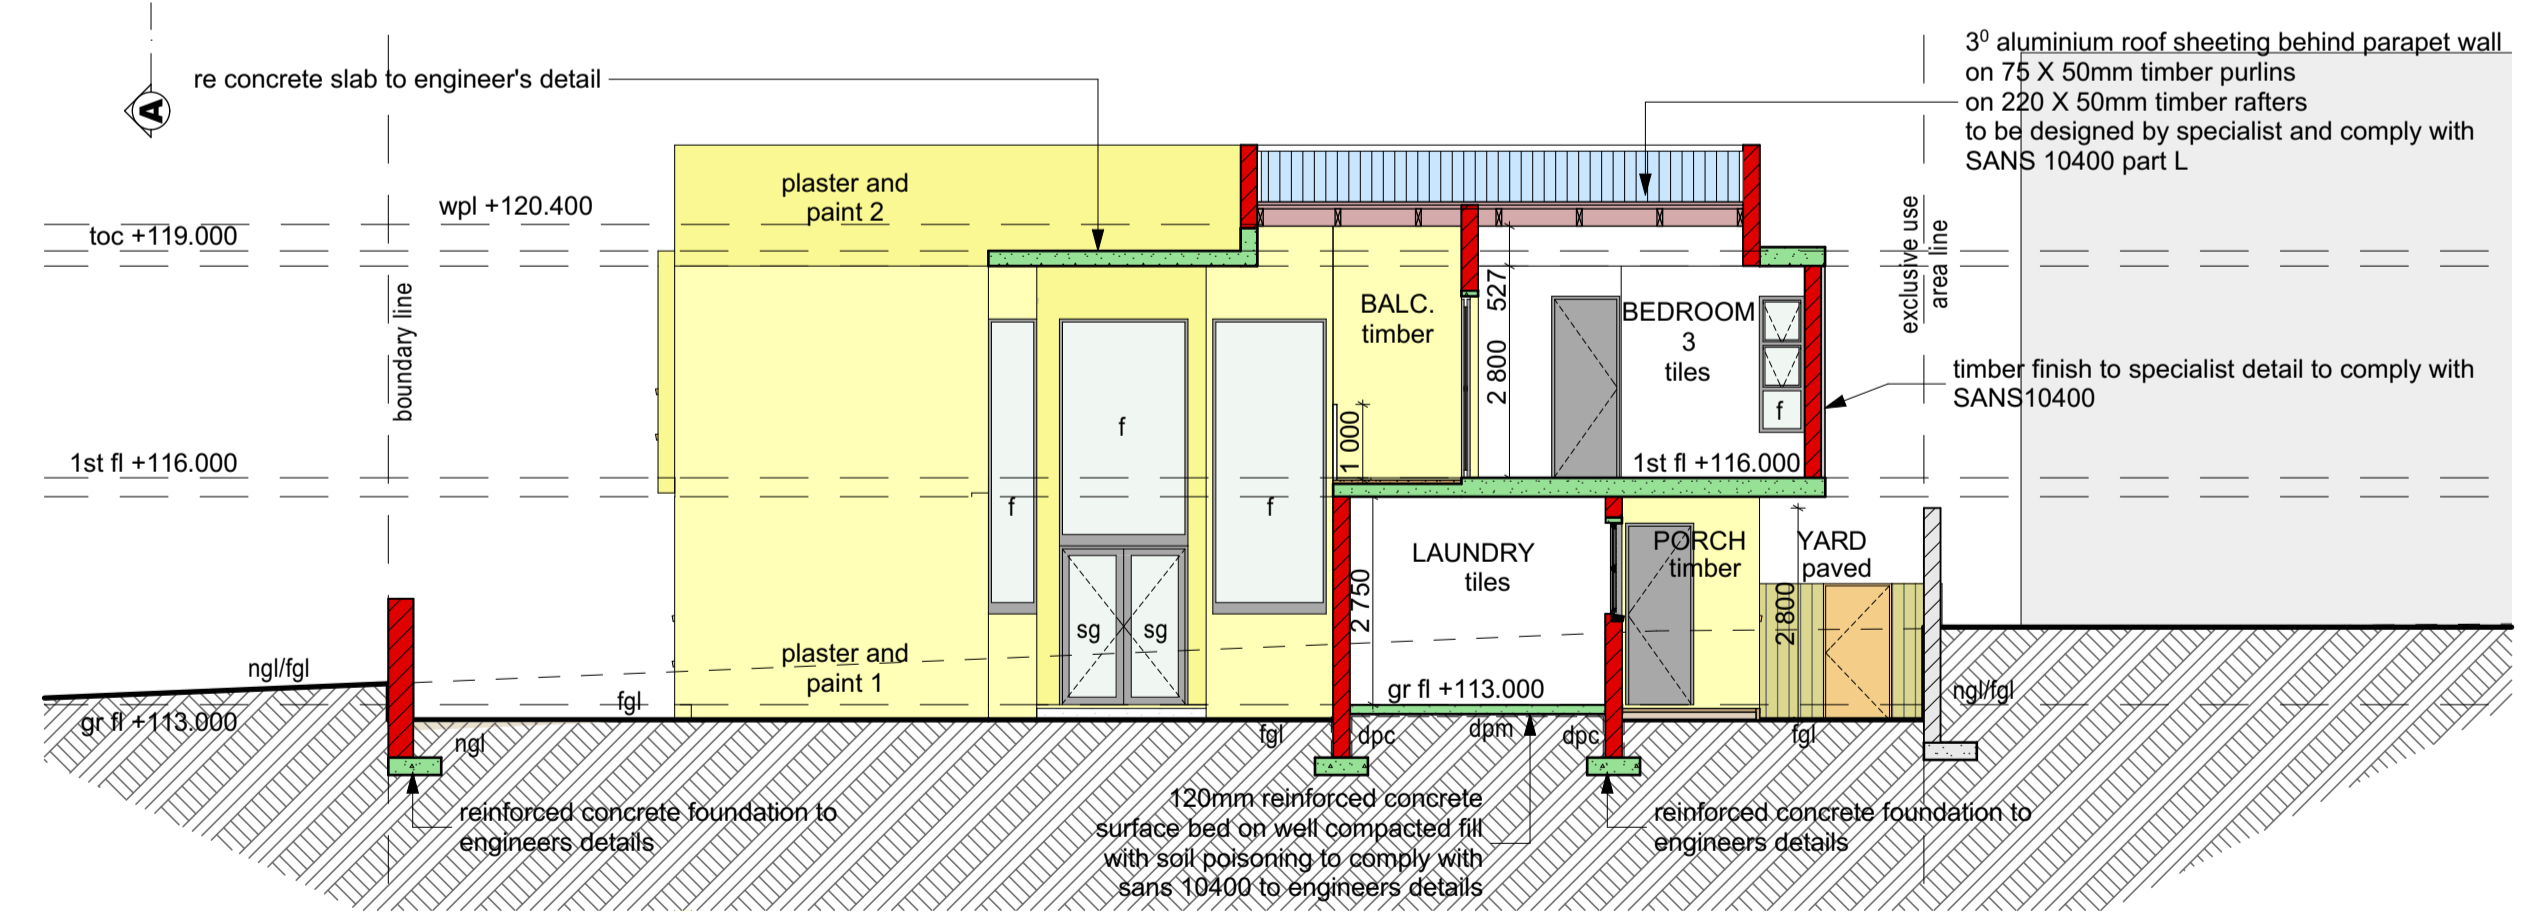 A
re concrete slab to engineer's detail
3⁰ aluminium roof sheeting behind parapet wall
on 75 X 50mm timber purlins
on 220 X 50mm timber rafters
to be designed by specialist and comply with
SANS 10400 part L
plaster and
paint 2
wpl +120.400
toc +119.000
boundary line
exclusive use
area line
BALC.
timber
527
2 800
1 000
BEDROOM
3
tiles
f
f
f
f
timber finish to specialist detail to comply with
SANS10400
1st fl +116.000
1st fl +116.000
LAUNDRY
tiles
2 750
PORCH
timber
YARD
paved
2 800
sg
sg
plaster and
paint 1
ngl/fgl
fgl
gr fl +113.000
gr fl +113.000
ngl/fgl
ngl
fgl
dpc
dpm
dpc
fgl
reinforced concrete foundation to
engineers details
120mm reinforced concrete
surface bed on well compacted fill
with soil poisoning to comply with
sans 10400 to engineers details
reinforced concrete foundation to
engineers details